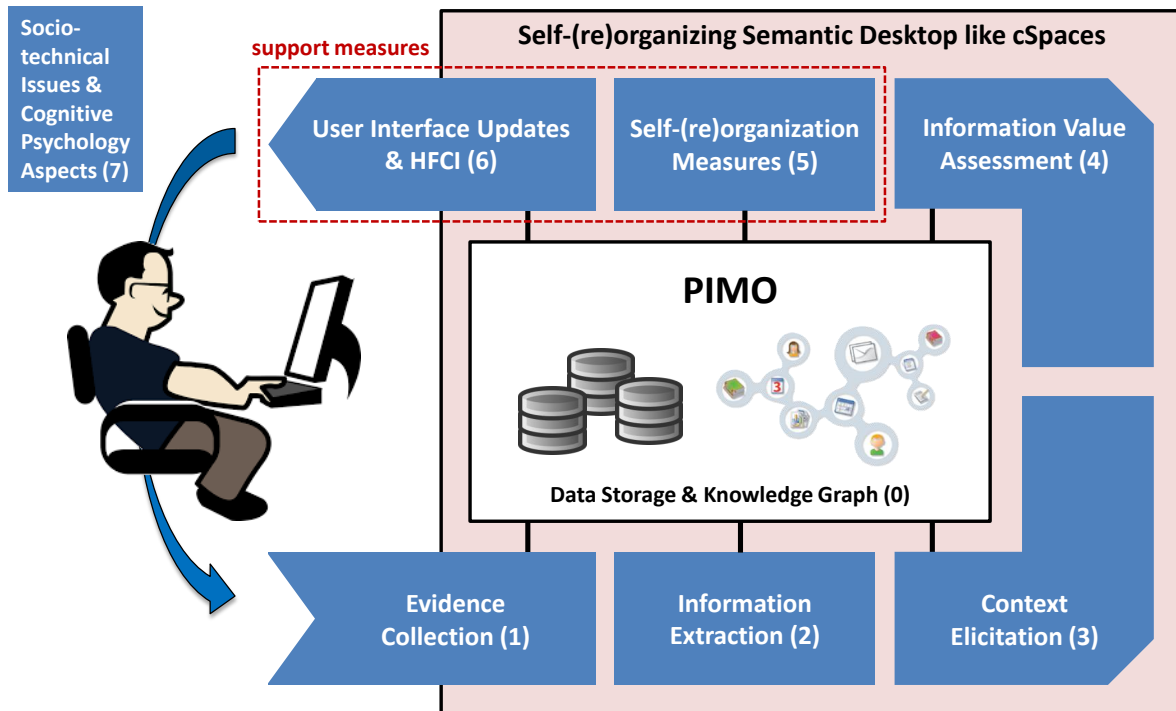 Socio-
technical
Issues &
Cognitive
Psychology
Aspects (7)
support measures
Self-(re)organizing Semantic Desktop like cSpaces
User Interface Updates
& HFCI (6)
Self-(re)organization
Measures (5)
Information Value
Assessment (4)
PIMO
3
Data Storage & Knowledge Graph (0)
Evidence
Collection (1)
Information
Extraction (2)
Context
Elicitation (3)